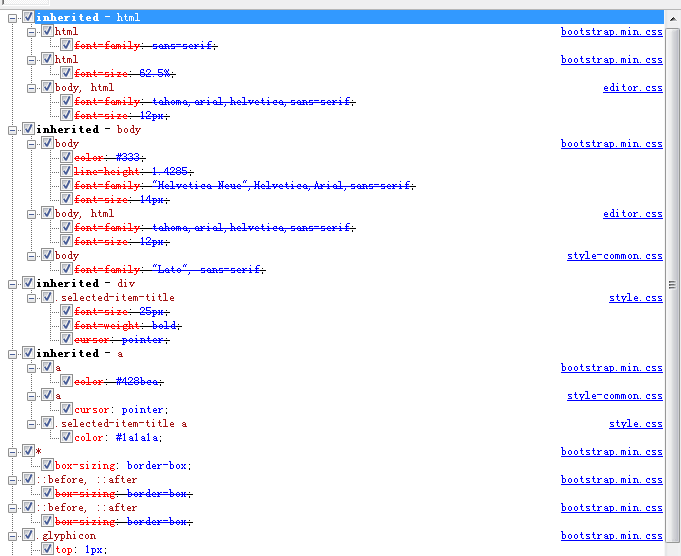 inherited - html
html bootstrap.min.css
font-family: sans-serif;
html bootstrap.min.css
font-size: 62.5%;
body, html editor.css
font-family: tahoma,arial,helvetica,sans-serif;
font-size: 12px;
inherited - body
body bootstrap.min.css
color: #333;
line-height: 1.4285;
font-family: "Helvetica Neue",Helvetica,Arial,sans-serif;
font-size: 14px;
body, html editor.css
font-family: tahoma,arial,helvetica,sans-serif;
font-size: 12px;
body style-common.css
font-family: "Lato", sans-serif;
inherited - div
.selected-item-title style.css
font-size: 25px;
font-weight: bold;
cursor: pointer;
inherited - a
a bootstrap.min.css
color: #428bca;
a style-common.css
cursor: pointer;
.selected-item-title a style.css
color: #1a1a1a;
* bootstrap.min.css
box-sizing: border-box;
::before, ::after bootstrap.min.css
box-sizing: border-box;
::before, ::after bootstrap.min.css
box-sizing: border-box;
.glyphicon bootstrap.min.css
top: 1px;